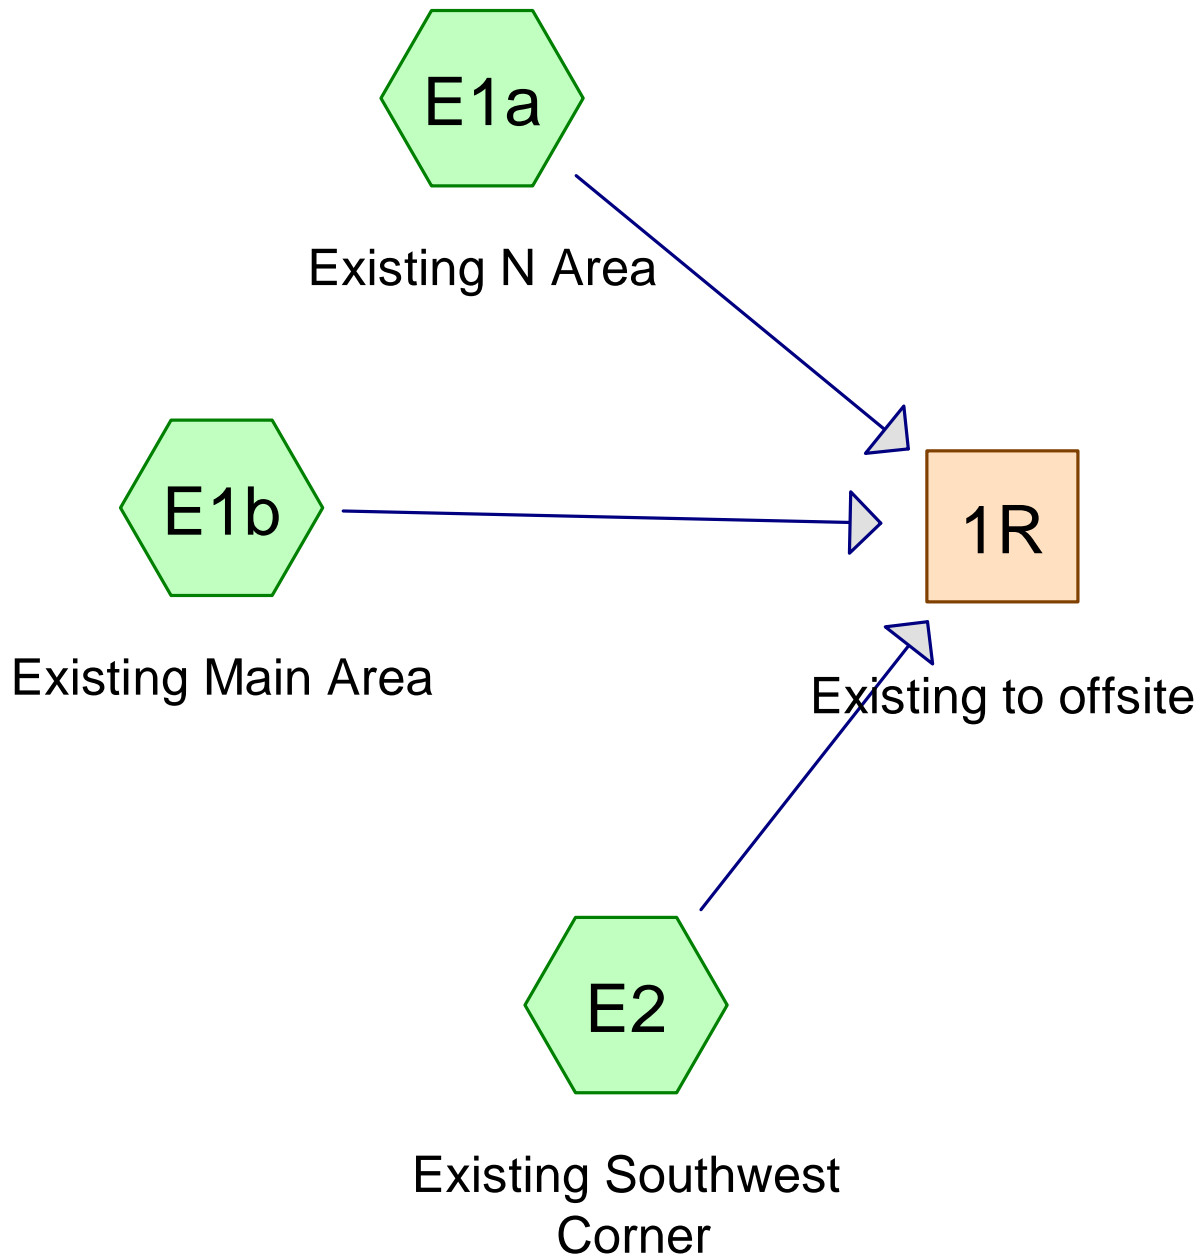 E1a
Existing N Area
E1b
1R
Existing Main Area
Existing to offsite
E2
Existing Southwest
Corner